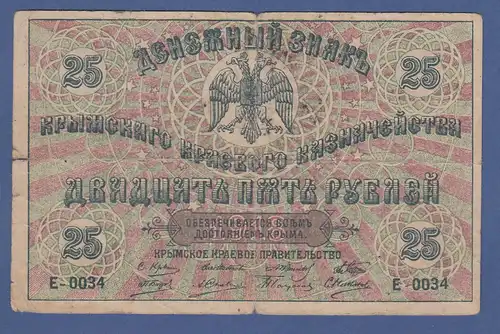 ДЕНЕЖНЫЙ ЗНАКЪ
25 25
КРЫМСКАГО КРАЕВОГО КАЗНАЧЕЙСТВА
ДВАДЦАТЬ ПЯТЬ РУБЛЕЙ
ОБЕЗПЕЧИВАЕТСЯ ВСѢМЪ
ДОСТОЯНІЕМЪ КРЫМА.
25 25
КРЫМСКОЕ КРАЕВОЕ ПРАВИТЕЛЬСТВО
Е-0034 Е-0034